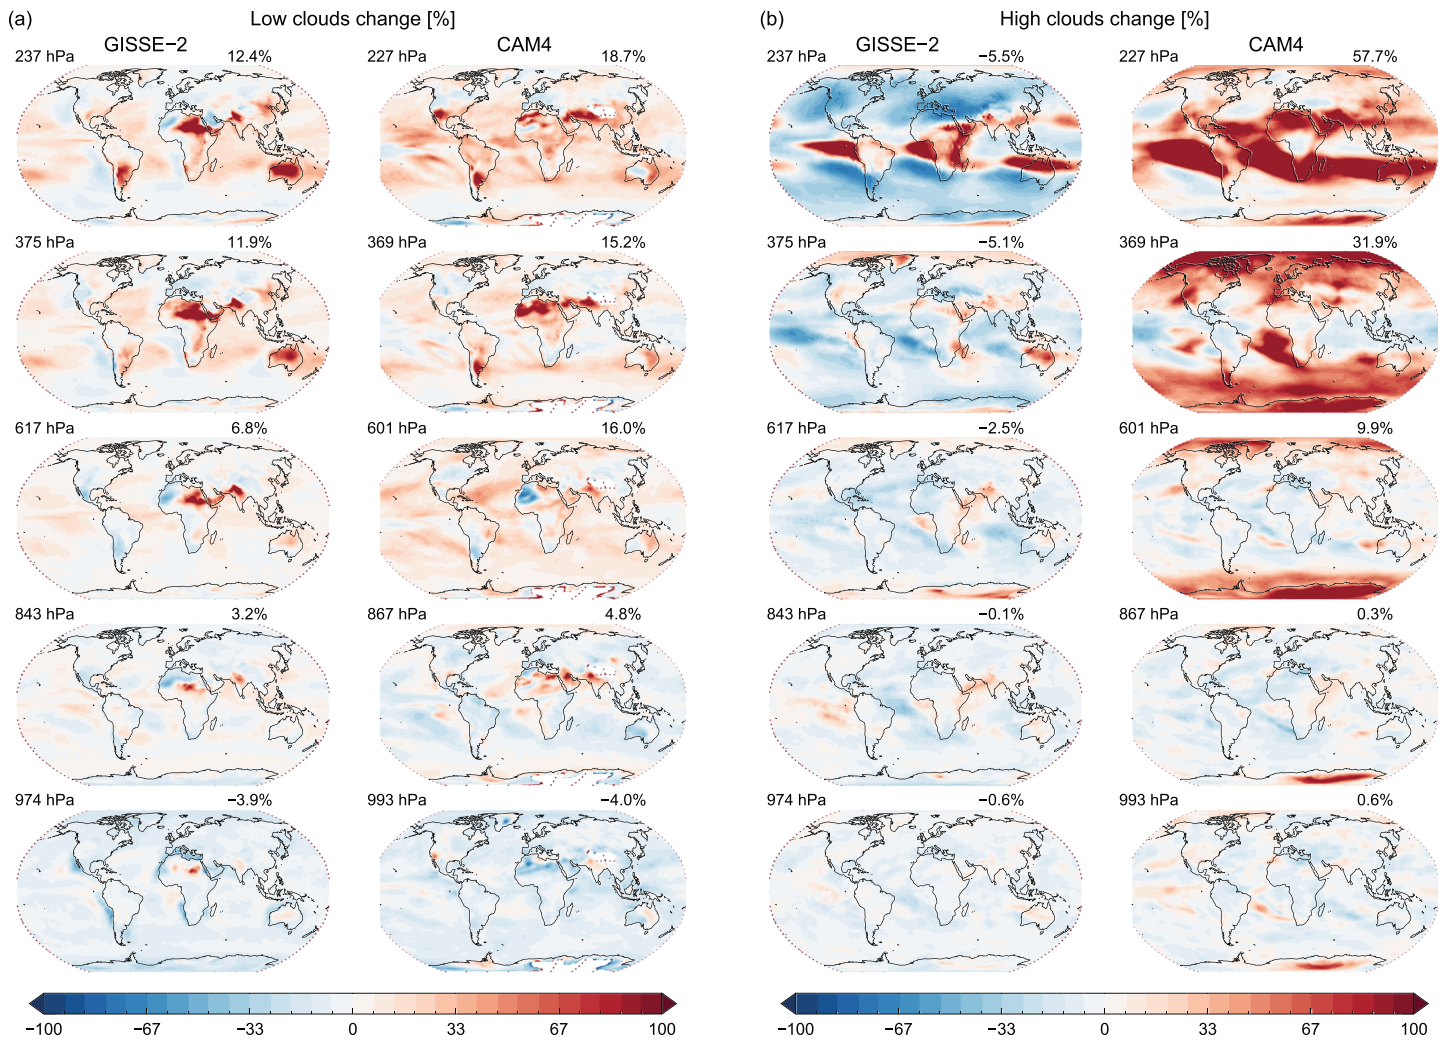 (a) Low clouds change [%]
(b) High clouds change [%]
GISSE−2 CAM4 GISSE−2 CAM4
237 hPa 12.4% 227 hPa 18.7% 237 hPa −5.5% 227 hPa 57.7%
375 hPa 11.9% 369 hPa 15.2% 375 hPa −5.1% 369 hPa 31.9%
617 hPa 6.8% 601 hPa 16.0% 617 hPa −2.5% 601 hPa 9.9%
843 hPa 3.2% 867 hPa 4.8% 843 hPa −0.1% 867 hPa 0.3%
974 hPa −3.9% 993 hPa −4.0% 974 hPa −0.6% 993 hPa 0.6%
−100 −67 −33 0 33 67 100 −100 −67 −33 0 33 67 100